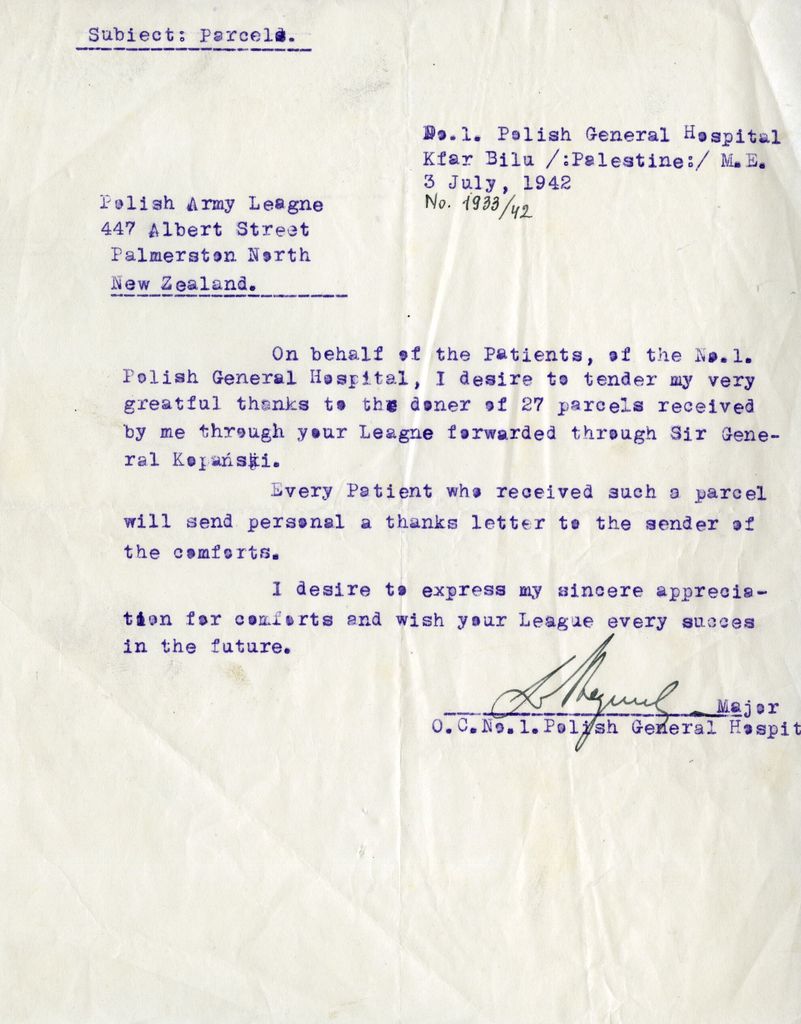 Subiect: Parcels.
No.1. Polish General Hospital
Kfar Bilu /:Palestine:/ M.E.
3 July, 1942
No. 1933/42
Polish Army Leagne
447 Albert Street
Palmerston North
New Zealand.
On behalf of the Patients, of the No.1.
Polish General Hospital, I desire to tender my very
greatful thanks to the doner of 27 parcels received
by me through your Leagne forwarded through Sir Gene-
ral Kopański.
Every Patient who received such a parcel
will send personal a thanks letter to the sender of
the comforts.
I desire to express my sincere apprecia-
tion for comforts and wish your League every succes
in the future.
Major
O.C.No.1.Polish General Hospit